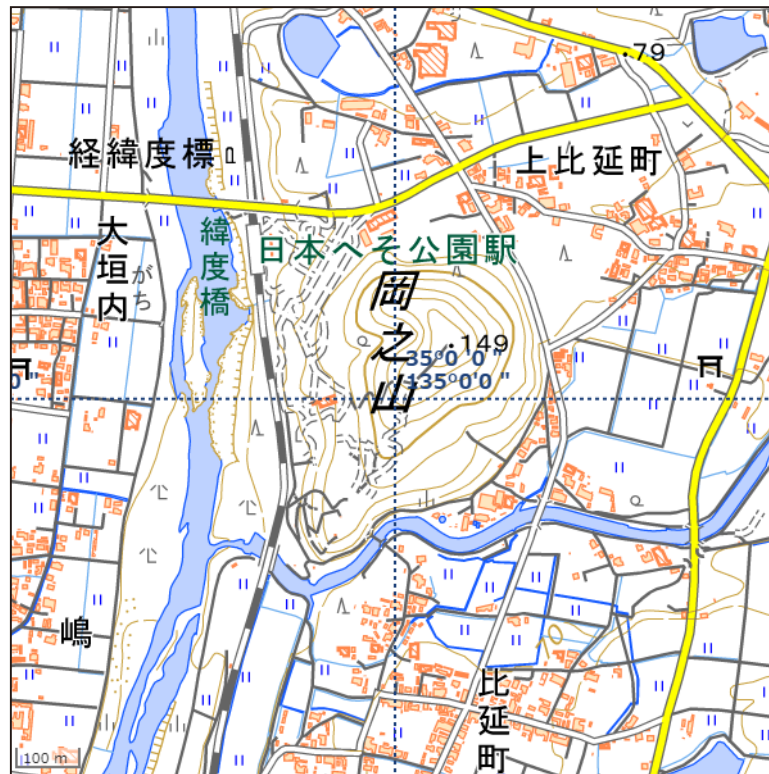 79
経緯度標
上比延町
大垣内
がち
緯度橋
日本へそ公園駅
岡之山
149
35°0'0"
135°0'0"
0"
嶋
比延町
100 m